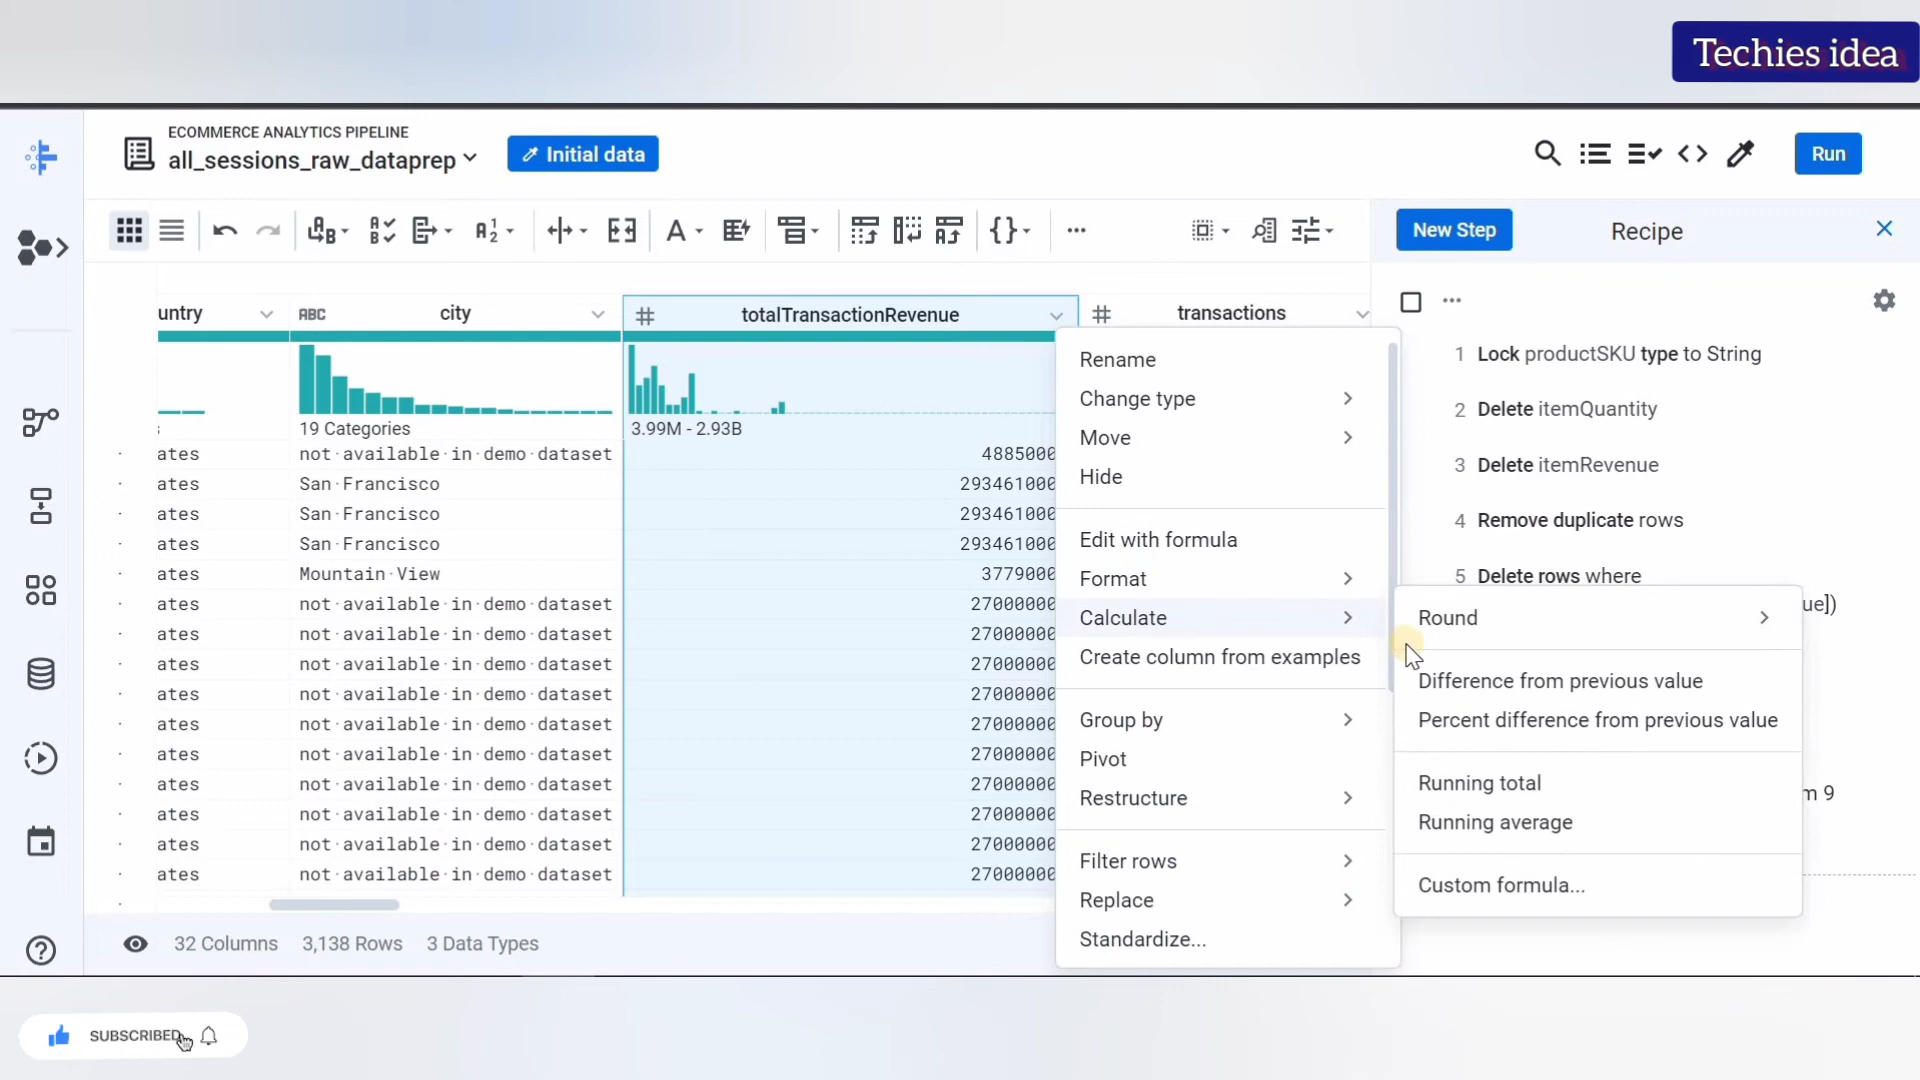 Techies idea
ECOMMERCE ANALYTICS PIPELINE
all_sessions_raw_dataprep
Initial data
Run
New Step
Recipe
untry
ABC
city
#
totalTransactionRevenue
#
transactions
19 Categories
3.99M - 2.93B
ates
not·available·in·demo·dataset
4885000
ates
San·Francisco
293461000
ates
San·Francisco
293461000
ates
San·Francisco
293461000
ates
Mountain·View
3779000
ates
not·available·in·demo·dataset
27000000
ates
not·available·in·demo·dataset
27000000
ates
not·available·in·demo·dataset
27000000
ates
not·available·in·demo·dataset
27000000
ates
not·available·in·demo·dataset
27000000
ates
not·available·in·demo·dataset
27000000
ates
not·available·in·demo·dataset
27000000
ates
not·available·in·demo·dataset
27000000
ates
not·available·in·demo·dataset
27000000
ates
not·available·in·demo·dataset
27000000
32 Columns 3,138 Rows 3 Data Types
Rename
Change type
Move
Hide
Edit with formula
Format
Calculate
Create column from examples
Group by
Pivot
Restructure
Filter rows
Replace
Standardize...
Round
Difference from previous value
Percent difference from previous value
Running total
Running average
Custom formula...
1 Lock productSKU type to String
2 Delete itemQuantity
3 Delete itemRevenue
4 Remove duplicate rows
5 Delete rows where
ue])
m 9
SUBSCRIBED